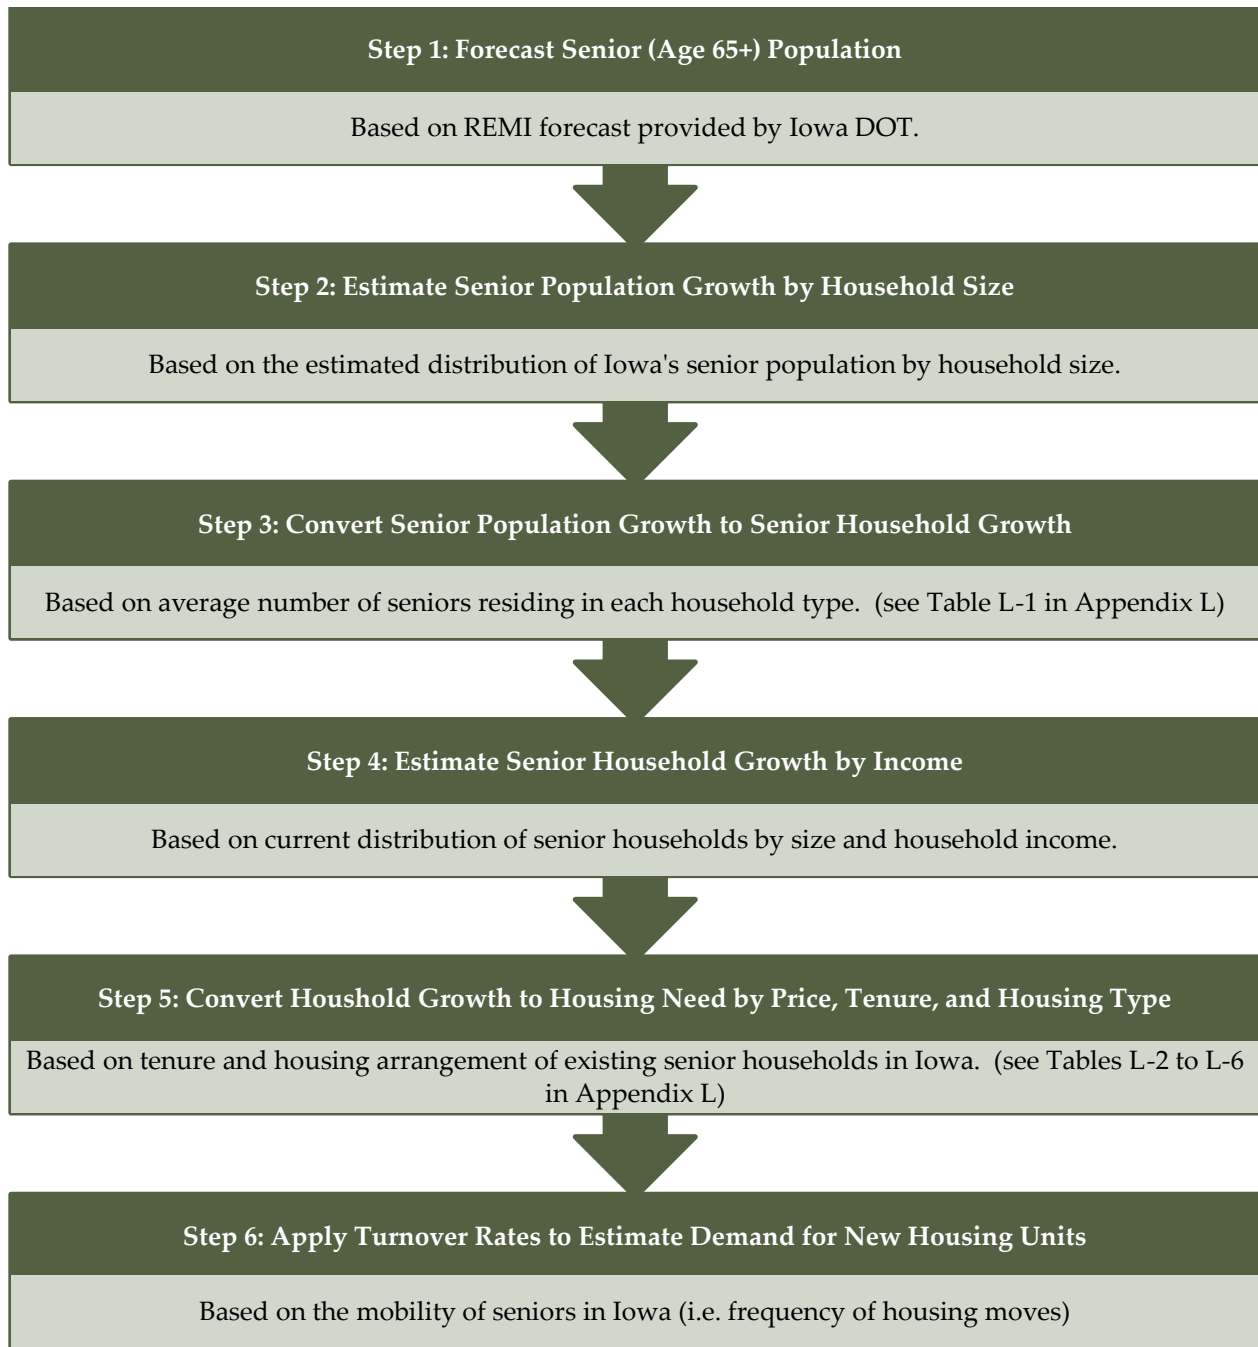 Step 1: Forecast Senior (Age 65+) Population
Based on REMI forecast provided by Iowa DOT.
Step 2: Estimate Senior Population Growth by Household Size
Based on the estimated distribution of Iowa's senior population by household size.
Step 3: Convert Senior Population Growth to Senior Household Growth
Based on average number of seniors residing in each household type.  (see Table L-1 in Appendix L)
Step 4: Estimate Senior Household Growth by Income
Based on current distribution of senior households by size and household income.
Step 5: Convert Houshold Growth to Housing Need by Price, Tenure, and Housing Type
Based on tenure and housing arrangement of existing senior households in Iowa.  (see Tables L-2 to L-6
in Appendix L)
Step 6: Apply Turnover Rates to Estimate Demand for New Housing Units
Based on the mobility of seniors in Iowa (i.e. frequency of housing moves)